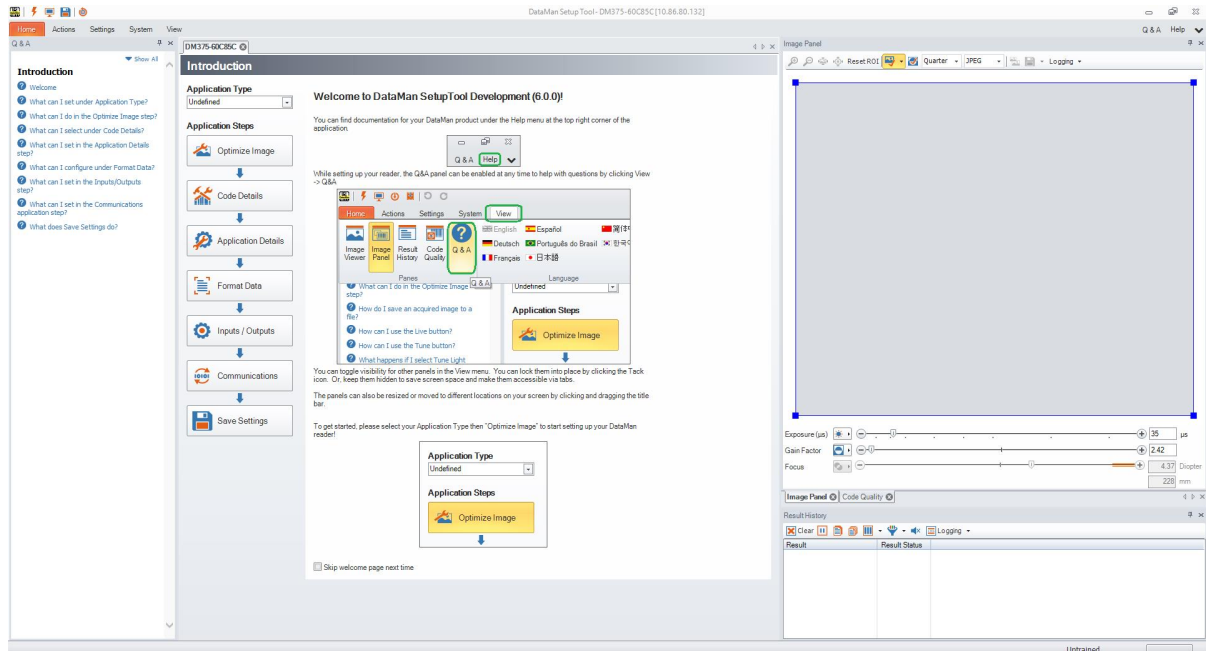 DataMan Setup Tool - DM375-60C85C [10.86.80.132]
Home Actions Settings System View
Q & A Help
Q & A
Show All
Introduction
Welcome
What can I set under Application Type?
What can I do in the Optimize Image step?
What can I select under Code Details?
What can I set in the Application Details
step?
What can I configure under Format Data?
What can I set in the Inputs/Outputs
step?
What can I set in the Communications
application step?
What does Save Settings do?
DM375-60C85C
Introduction
Application Type
Undefined
Application Steps
Optimize Image
Code Details
Application Details
Format Data
Inputs / Outputs
Communications
Save Settings
Welcome to DataMan SetupTool Development (6.0.0)!
You can find documentation for your DataMan product under the Help menu at the top right corner of the
application.
Q & A Help
While setting up your reader, the Q&A panel can be enabled at any time to help with questions by clicking View
-> Q&A
Home Actions Settings System View
Image
Viewer
Image
Panel
Result
History
Code
Quality
Q & A
English Español
Deutsch Português do Brasil
Français 日本語
Panes Language
Q & A
What can I do in the Optimize Image
step?
How do I save an acquired image to a
file?
How can I use the Live button?
How can I use the Tune button?
What happens if I select Tune Light
Undefined
Application Steps
Optimize Image
You can toggle visibility for other panels in the View menu. You can lock them into place by clicking the Tack
icon. Or, keep them hidden to save screen space and make them accessible via tabs.
The panels can also be resized or moved to different locations on your screen by clicking and dragging the title
bar.
To get started, please select your Application Type then "Optimize Image" to start setting up your DataMan
reader!
Application Type
Undefined
Application Steps
Optimize Image
Skip welcome page next time
Image Panel
Reset ROI Quarter JPEG Logging
Exposure (µs) 35 µs
Gain Factor 2.42
Focus 4.37 Diopter
228 mm
Image Panel Code Quality
Result History
Clear Logging
Result Result Status
Untrained